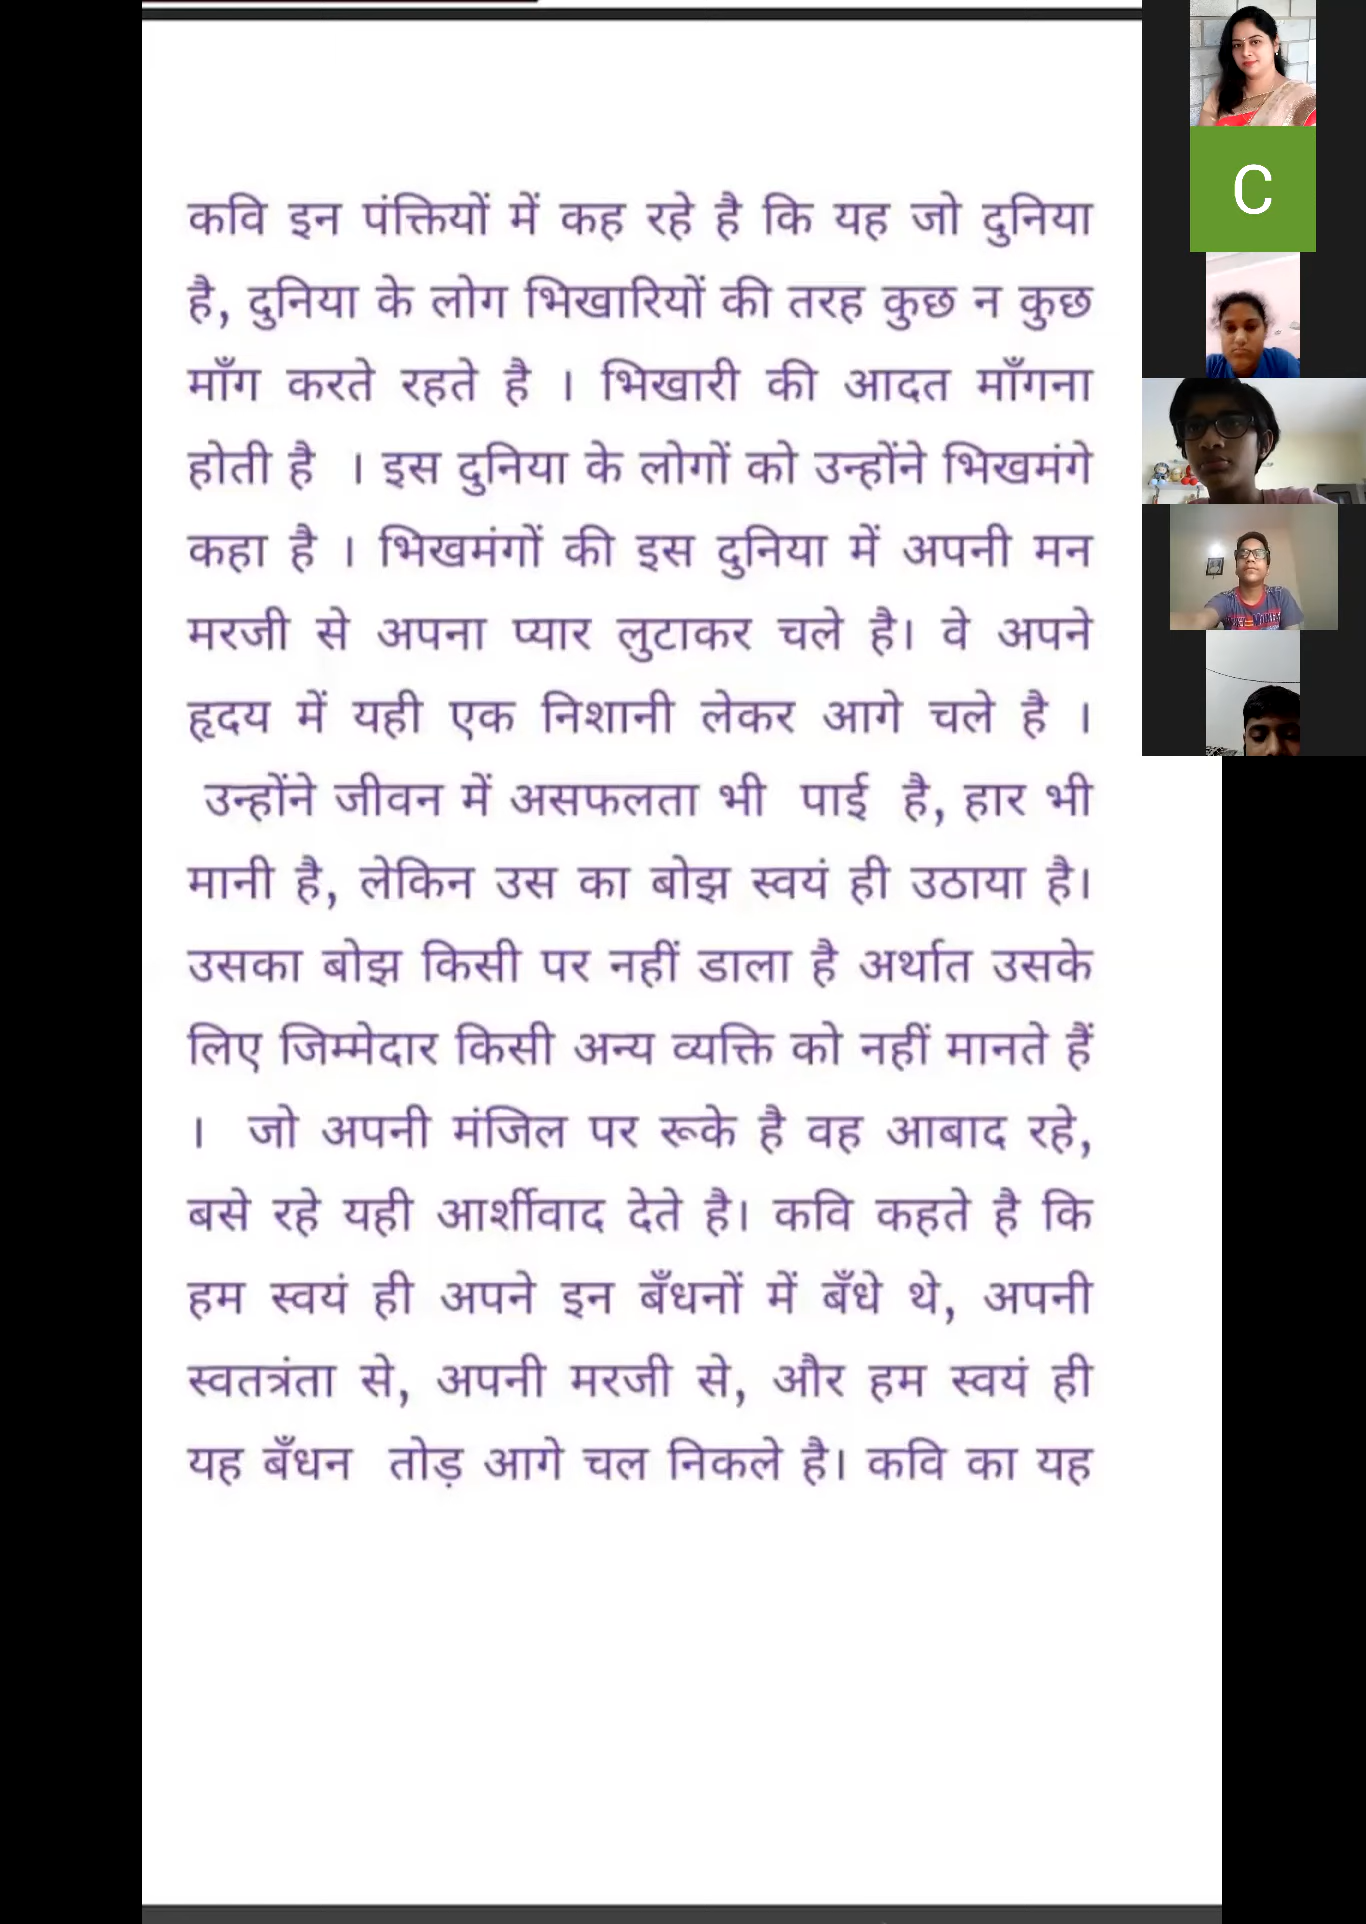 कवि इन पंक्तियों में कह रहे है कि यह जो दुनिया
है, दुनिया के लोग भिखारियों की तरह कुछ न कुछ
माँग करते रहते है । भिखारी की आदत माँगना
होती है । इस दुनिया के लोगों को उन्होंने भिखमंगे
कहा है । भिखमंगों की इस दुनिया में अपनी मन
मरजी से अपना प्यार लुटाकर चले है। वे अपने
हृदय में यही एक निशानी लेकर आगे चले है ।
उन्होंने जीवन में असफलता भी पाई है, हार भी
मानी है, लेकिन उस का बोझ स्वयं ही उठाया है।
उसका बोझ किसी पर नहीं डाला है अर्थात उसके
लिए जिम्मेदार किसी अन्य व्यक्ति को नहीं मानते हैं
। जो अपनी मंजिल पर रूके है वह आबाद रहे,
बसे रहे यही आर्शीवाद देते है। कवि कहते है कि
हम स्वयं ही अपने इन बँधनों में बँधे थे, अपनी
स्वतत्रंता से, अपनी मरजी से, और हम स्वयं ही
यह बँधन तोड़ आगे चल निकले है। कवि का यह
C